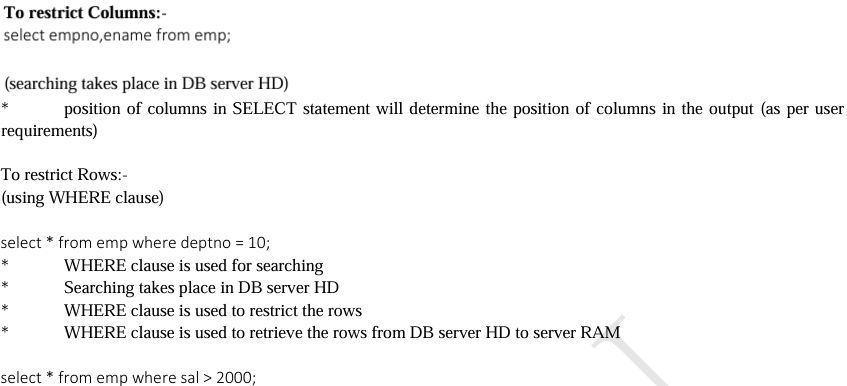 To restrict Columns:-
select empno,ename from emp;
(searching takes place in DB server HD)
* position of columns in SELECT statement will determine the position of columns in the output (as per user
requirements)
To restrict Rows:-
(using WHERE clause)
select * from emp where deptno = 10;
* WHERE clause is used for searching
* Searching takes place in DB server HD
* WHERE clause is used to restrict the rows
* WHERE clause is used to retrieve the rows from DB server HD to server RAM
select * from emp where sal > 2000;